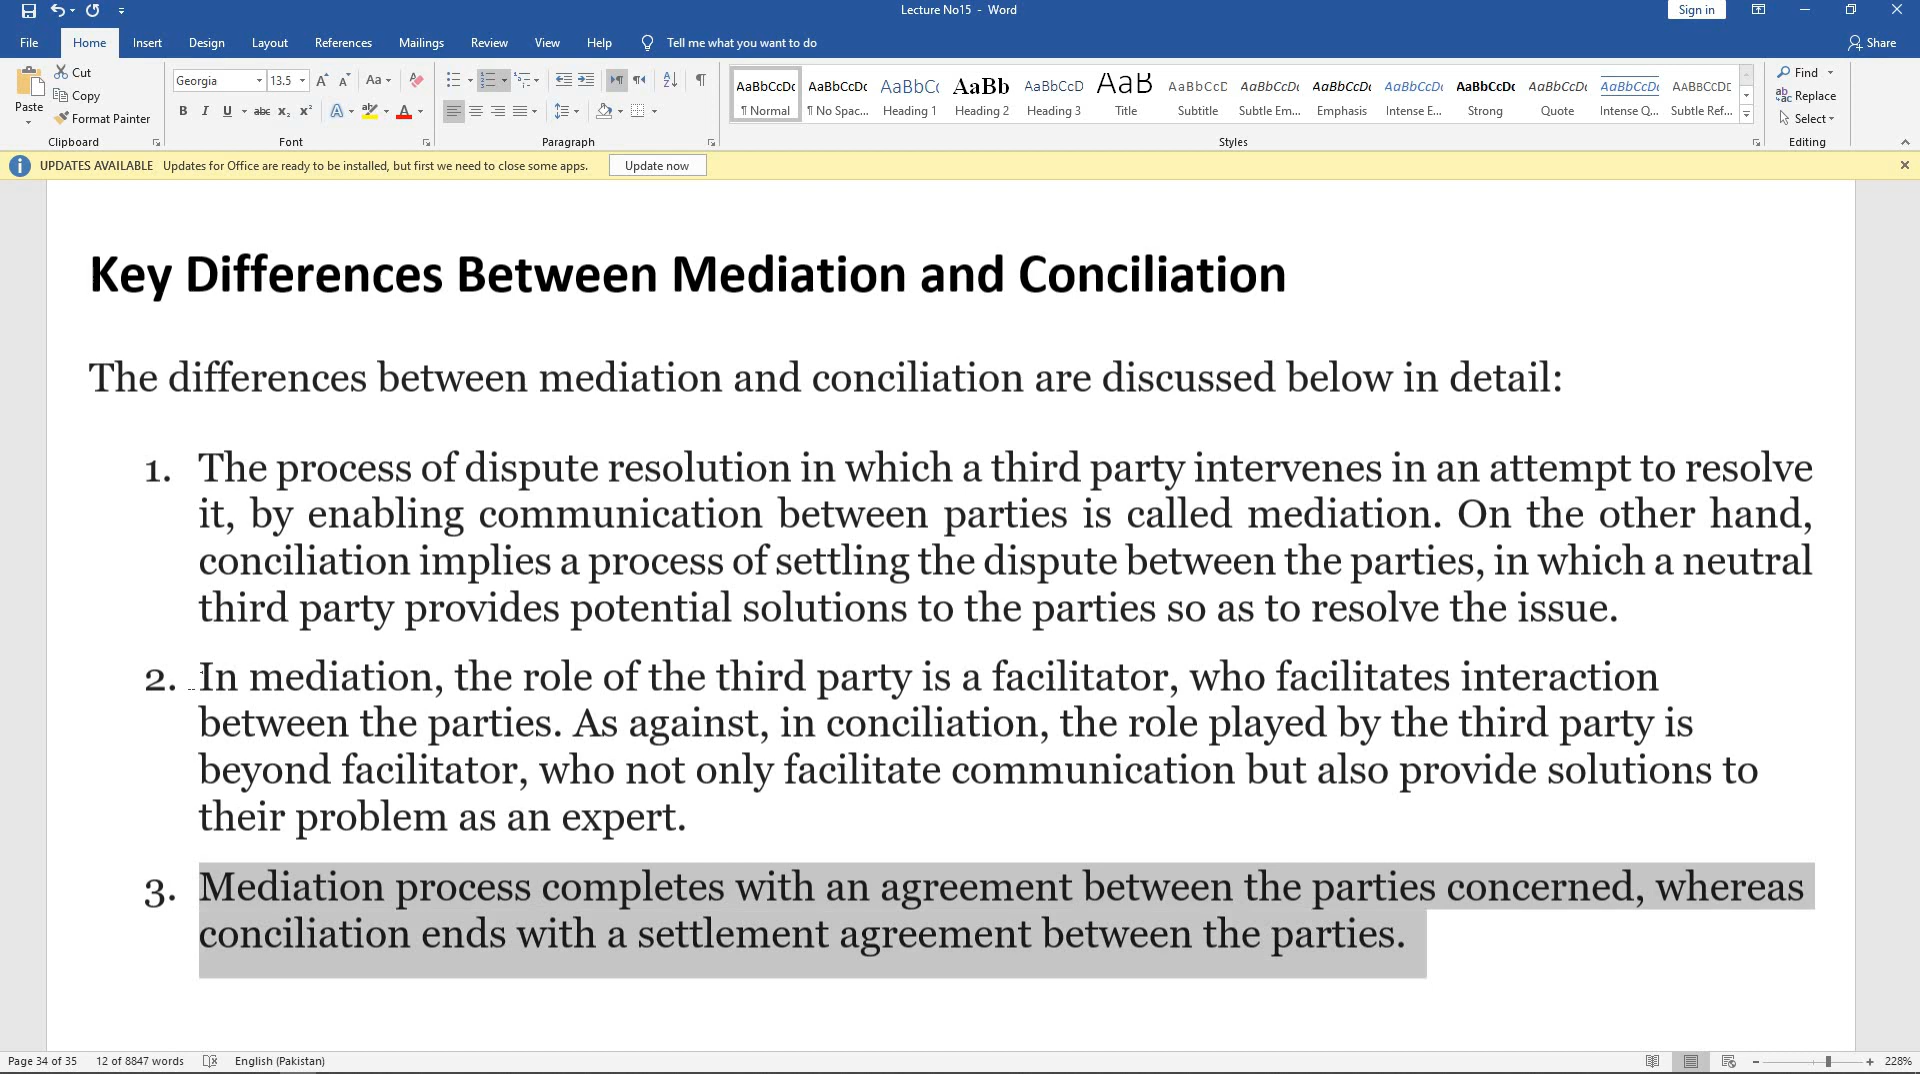 Lecture No15 - Word
Sign in
File Home Insert Design Layout References Mailings Review View Help Tell me what you want to do Share
Paste Cut Copy Format Painter
Georgia 13.5 Aa
B I U abc x₂ x² A A
AaBbCcDc AaBbCcDc AaBbC( AaBb AaBbCcD AaB AaBbCcD AaBbCcDc AaBbCcDc AaBbCcDc AaBbCcDc AaBbCcDc AaBbCcDc AABBCCDE
¶ Normal ¶ No Spac... Heading 1 Heading 2 Heading 3 Title Subtitle Subtle Em... Emphasis Intense E... Strong Quote Intense Q... Subtle Ref...
Find Replace Select
Clipboard Font Paragraph Styles Editing
UPDATES AVAILABLE Updates for Office are ready to be installed, but first we need to close some apps. Update now
Key Differences Between Mediation and Conciliation
The differences between mediation and conciliation are discussed below in detail:
1. The process of dispute resolution in which a third party intervenes in an attempt to resolve
it, by enabling communication between parties is called mediation. On the other hand,
conciliation implies a process of settling the dispute between the parties, in which a neutral
third party provides potential solutions to the parties so as to resolve the issue.
2. In mediation, the role of the third party is a facilitator, who facilitates interaction
between the parties. As against, in conciliation, the role played by the third party is
beyond facilitator, who not only facilitate communication but also provide solutions to
their problem as an expert.
3. Mediation process completes with an agreement between the parties concerned, whereas
conciliation ends with a settlement agreement between the parties.
Page 34 of 35 12 of 8847 words English (Pakistan) 228%